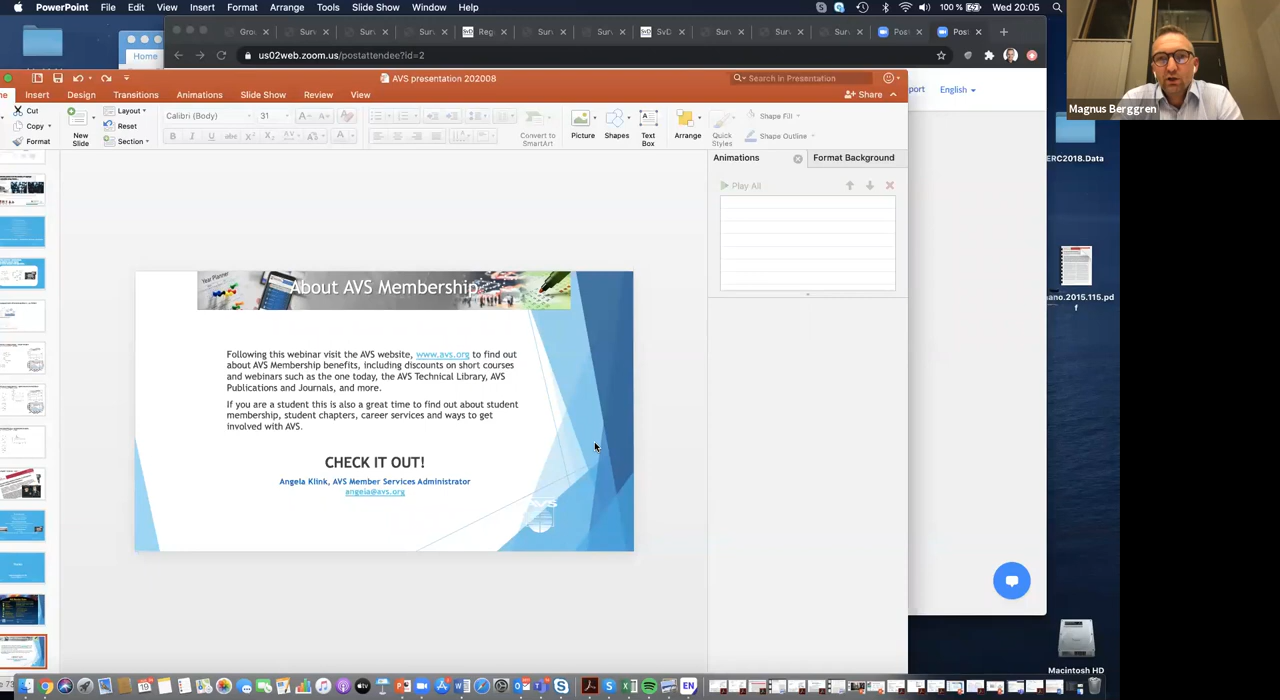 PowerPoint File Edit View Insert Format Arrange Tools Slide Show Window Help
100 % Wed 20:05
Magnus Berggren
Home
us02web.zoom.us/postattendee?id=2
AVS presentation 202008
Search in Presentation
English
Insert Design Transitions Animations Slide Show Review View
Share
Cut
Copy
Format
New Slide
Layout
Reset
Section
Calibri (Body) 31
Convert to SmartArt
Picture
Shapes
Text Box
Arrange
Quick Styles
Shape Fill
Shape Outline
Animations
Format Background
Play All
ERC2018.Data
ano.2015.115.pd
f
Year Planner
About AVS Membership
Following this webinar visit the AVS website, www.avs.org to find out
about AVS Membership benefits, including discounts on short courses
and webinars such as the one today, the AVS Technical Library, AVS
Publications and Journals, and more.
If you are a student this is also a great time to find out about student
membership, student chapters, career services and ways to get
involved with AVS.
CHECK IT OUT!
Angela Klink, AVS Member Services Administrator
angela@avs.org
AVS
Macintosh HD
EN